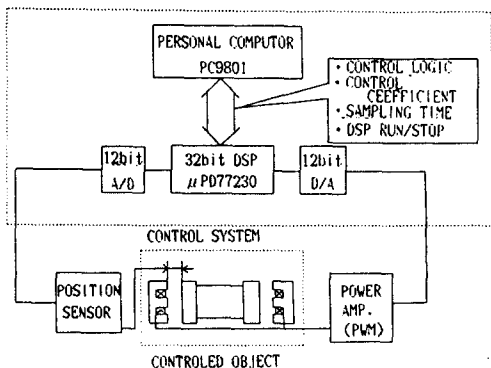 PERSONAL COMPUTOR
PC9801
・CONTROL LOGIC
・CONTROL
CEEFFICIENT
・SAMPLING TIME
・DSP RUN/STOP
12bit
A/D
32bit DSP
μPD77230
12bit
D/A
CONTROL SYSTEM
POSITION
SENSOR
POWER
AMP.
(PWM)
CONTROLED OBJECT